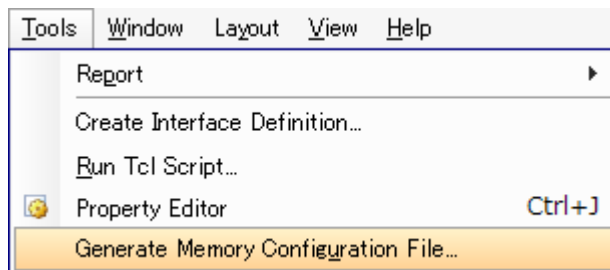 Tools Window Layout View Help
Report
Create Interface Definition...
Run Tcl Script...
Property Editor Ctrl+J
Generate Memory Configuration File...